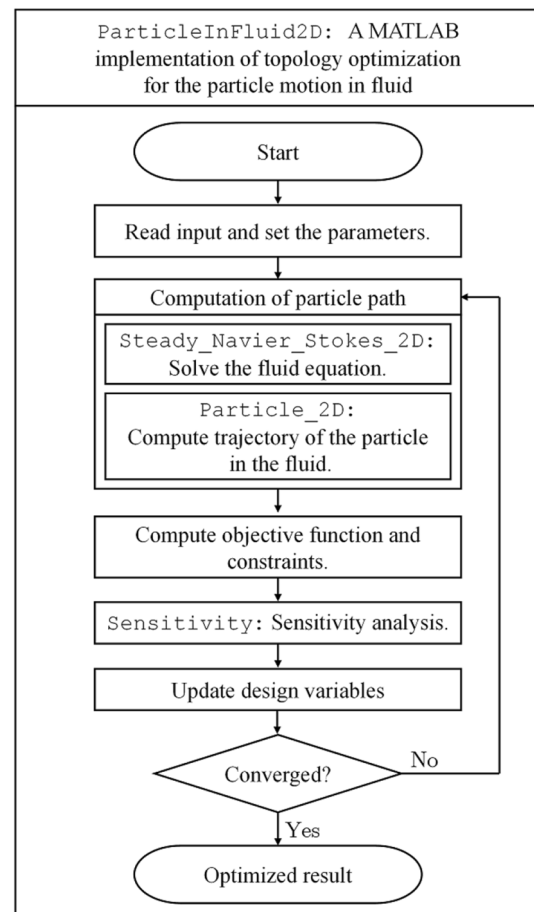 ParticleInFluid2D: A MATLAB
implementation of topology optimization
for the particle motion in fluid
Start
Read input and set the parameters.
Computation of particle path
Steady_Navier_Stokes_2D:
Solve the fluid equation.
Particle_2D:
Compute trajectory of the particle
in the fluid.
Compute objective function and
constraints.
Sensitivity: Sensitivity analysis.
Update design variables
Converged?
No
Yes
Optimized result